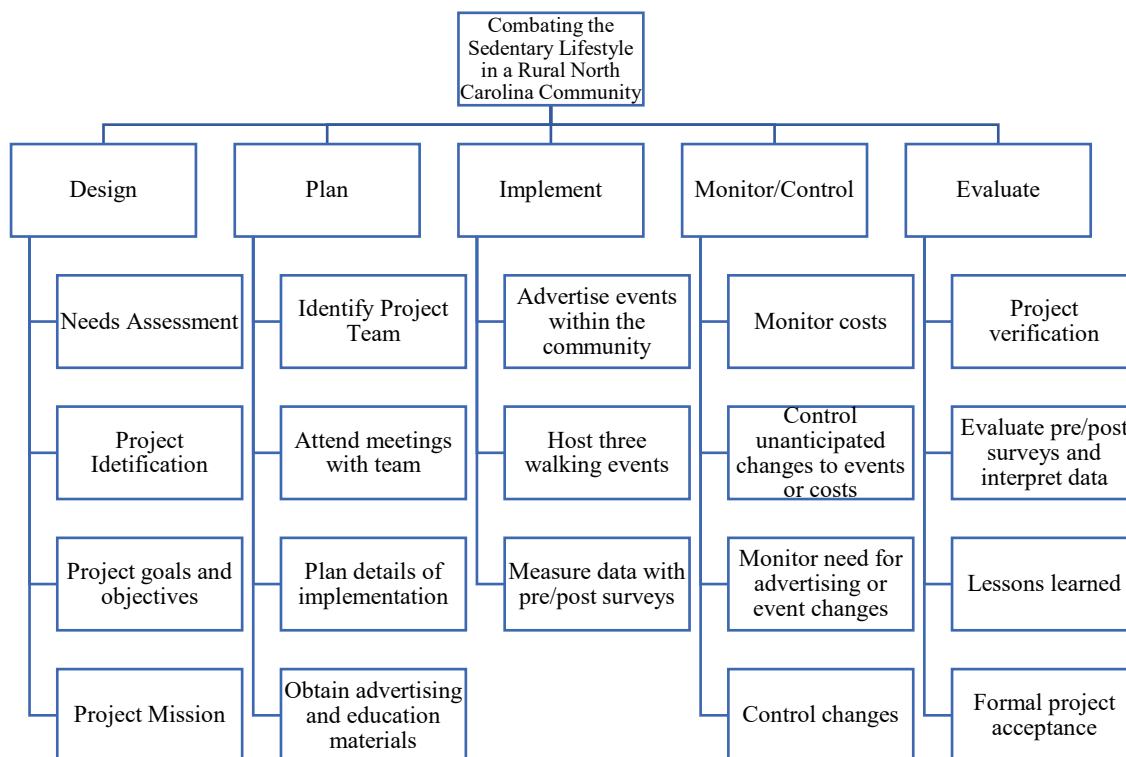 Combating the
Sedentary Lifestyle
in a Rural North
Carolina Community
Design
Plan
Implement
Monitor/Control
Evaluate
Needs Assessment
Project
Idetification
Project goals and
objectives
Project Mission
Identify Project
Team
Attend meetings
with team
Plan details of
implementation
Obtain advertising
and education
materials
Advertise events
within the
community
Host three
walking events
Measure data with
pre/post surveys
Monitor costs
Control
unanticipated
changes to events
or costs
Monitor need for
advertising or
event changes
Control changes
Project
verification
Evaluate pre/post
surveys and
interpret data
Lessons learned
Formal project
acceptance